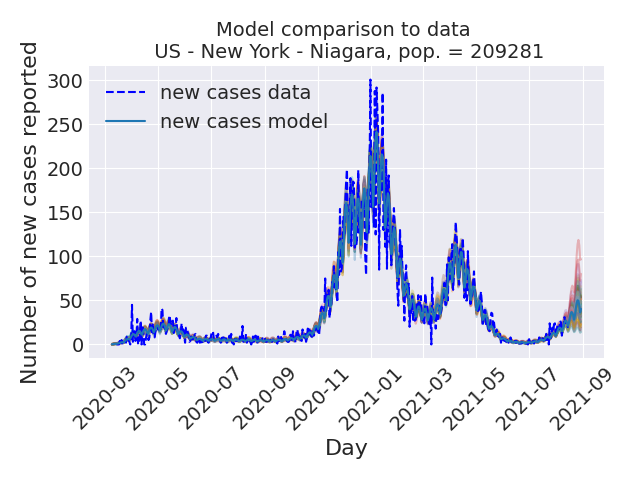 Model comparison to data
US - New York - Niagara, pop. = 209281
Number of new cases reported
300
250
200
150
100
50
0
new cases data
new cases model
2020-03
2020-05
2020-07
2020-09
2020-11
2021-01
2021-03
2021-05
2021-07
2021-09
Day